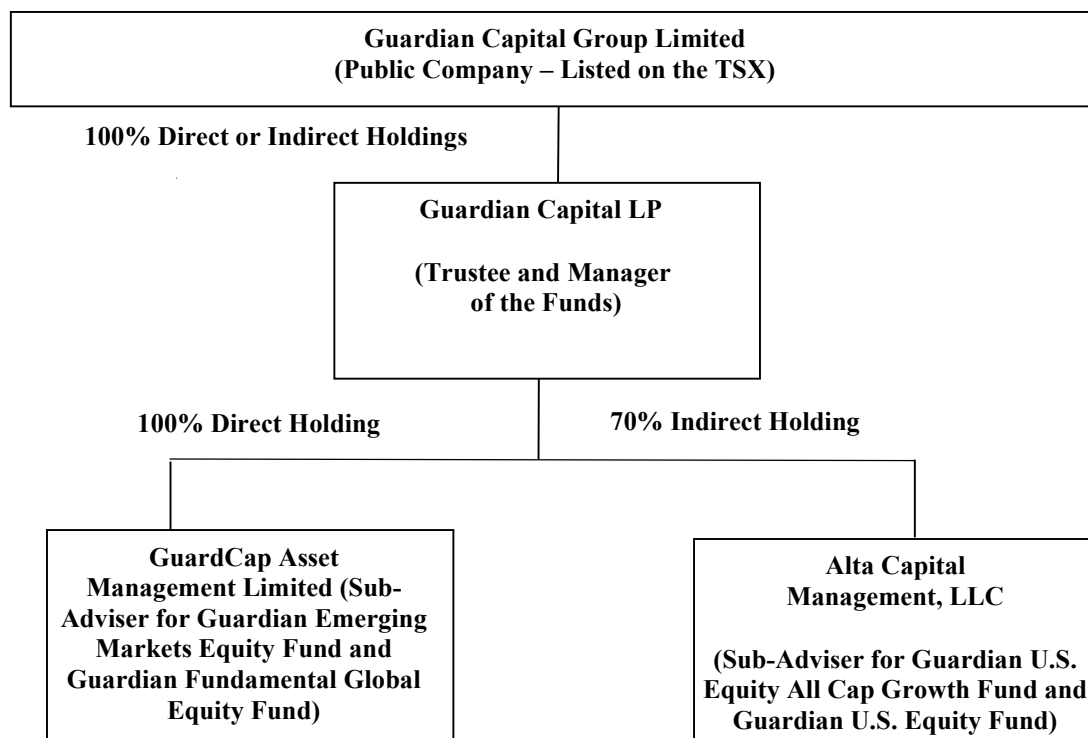 Guardian Capital Group Limited
(Public Company – Listed on the TSX)
100% Direct or Indirect Holdings
Guardian Capital LP
(Trustee and Manager
of the Funds)
100% Direct Holding
70% Indirect Holding
GuardCap Asset
Management Limited (Sub-
Adviser for Guardian Emerging
Markets Equity Fund and
Guardian Fundamental Global
Equity Fund)
Alta Capital
Management, LLC
(Sub-Adviser for Guardian U.S.
Equity All Cap Growth Fund and
Guardian U.S. Equity Fund)